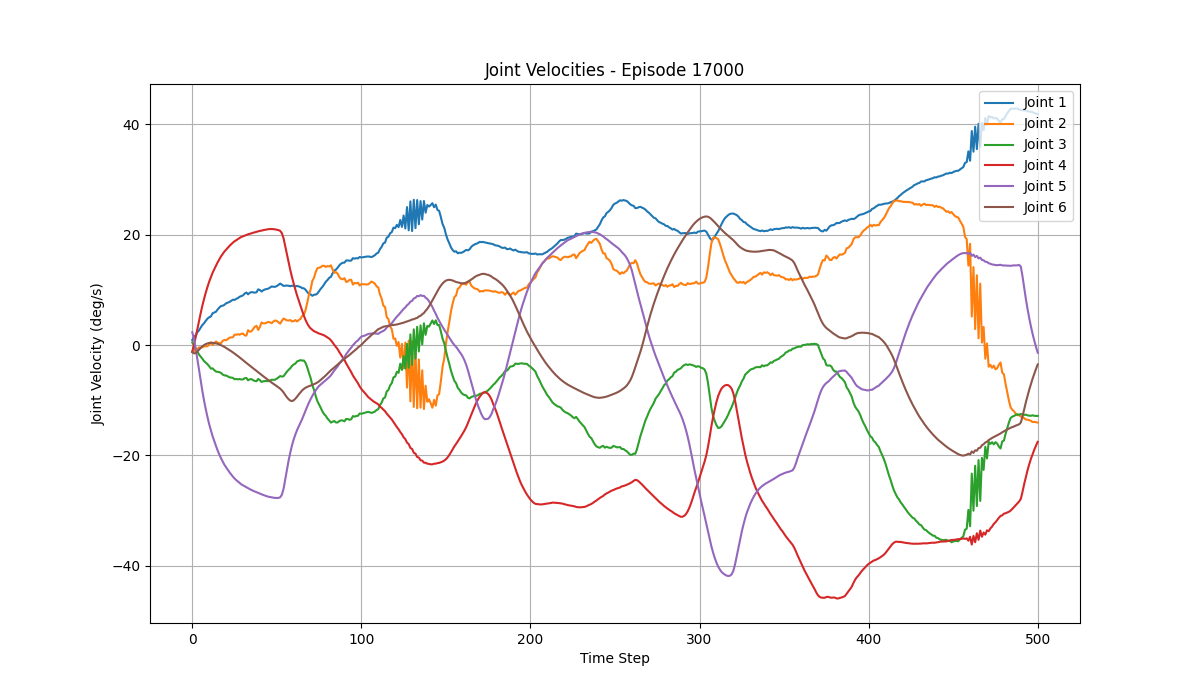 Joint Velocities - Episode 17000
Joint Velocity (deg/s)
40
20
0
−20
−40
0
100
200
300
400
500
Time Step
Joint 1
Joint 2
Joint 3
Joint 4
Joint 5
Joint 6